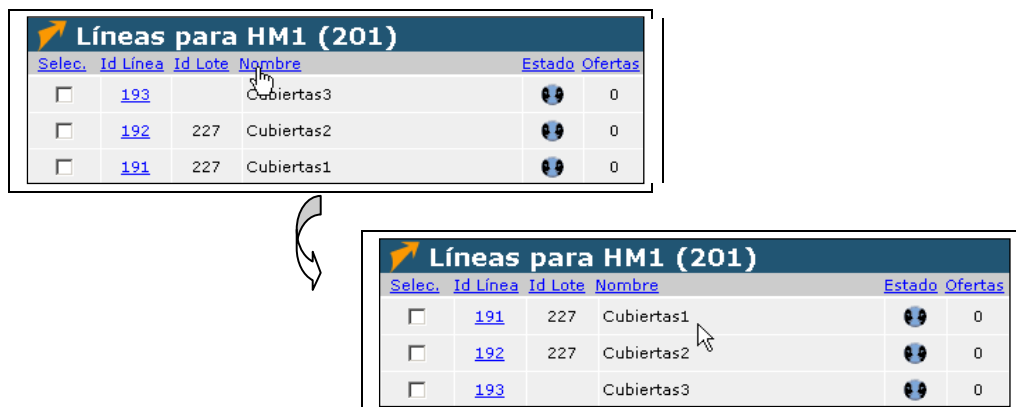 Líneas para HM1 (201)
Selec. Id Línea Id Lote Nombre Estado Ofertas
193 Cubiertas3 0
192 227 Cubiertas2 0
191 227 Cubiertas1 0
Líneas para HM1 (201)
Selec. Id Línea Id Lote Nombre Estado Ofertas
191 227 Cubiertas1 0
192 227 Cubiertas2 0
193 Cubiertas3 0